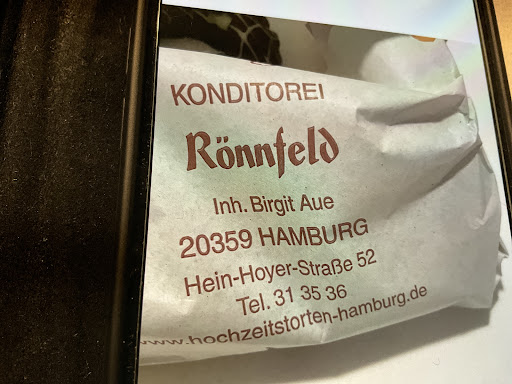 KONDITOREI
Rönnfeld
Inh. Birgit Aue
20359 HAMBURG
Hein-Hoyer-Straße 52
Tel. 31 35 36
www.hochzeitstorten-hamburg.de